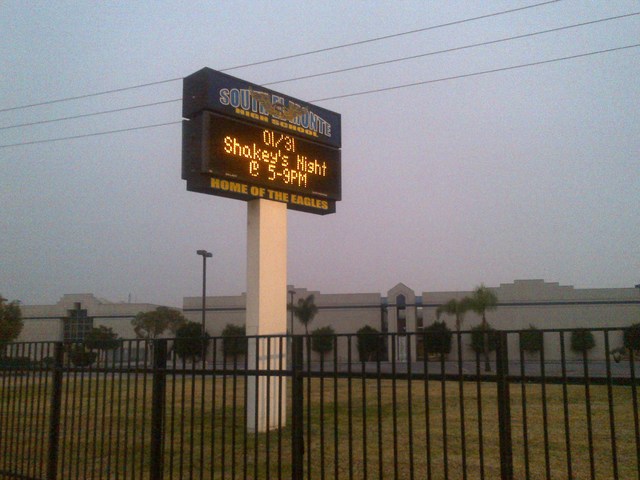 SOUTH EL MONTE
HIGH SCHOOL
01/31
Shakey's Night
@ 5-9PM
HOME OF THE EAGLES